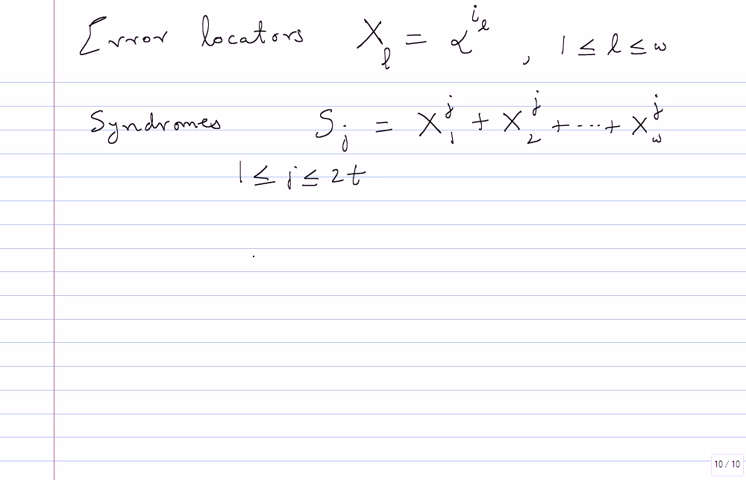 Error locators X_l = α^{i_l}, 1 ≤ l ≤ w
Syndromes S_j = X_1^j + X_2^j + ... + X_w^j
1 ≤ j ≤ 2t
10 / 10